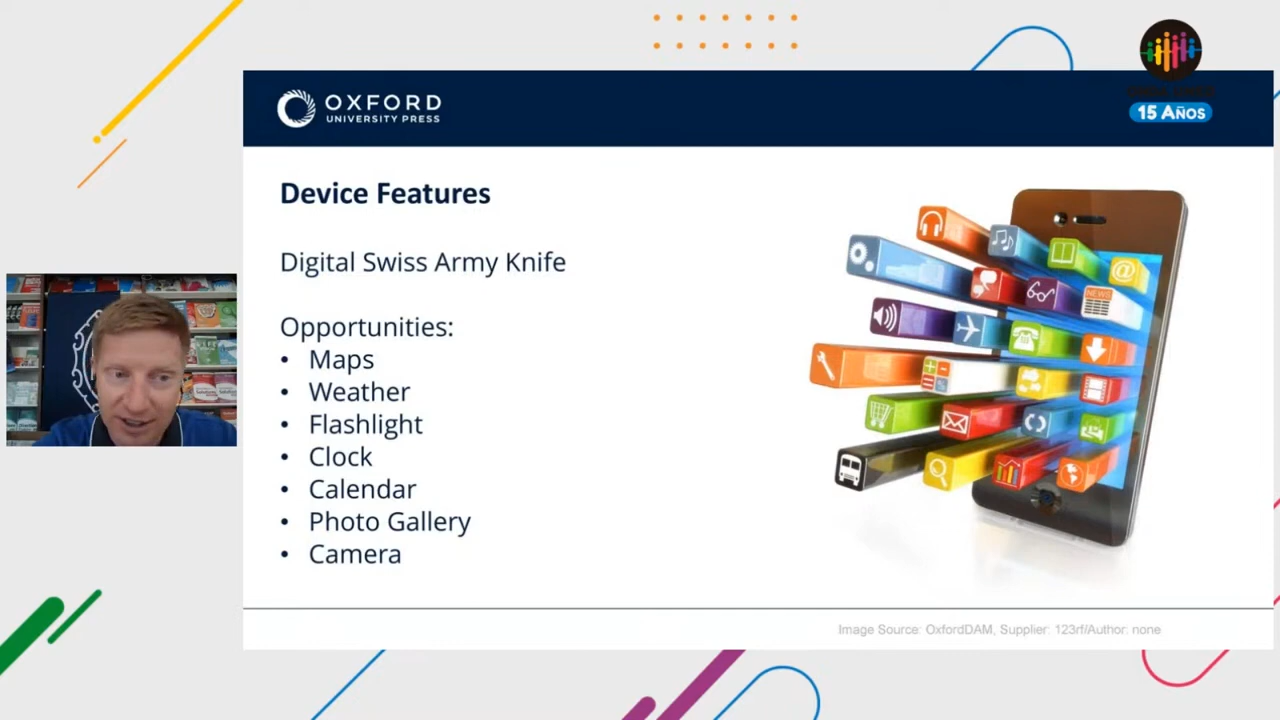 OXFORD
UNIVERSITY PRESS
15 AÑOS
Device Features
Digital Swiss Army Knife
Opportunities:
• Maps
• Weather
• Flashlight
• Clock
• Calendar
• Photo Gallery
• Camera
@
NEWS
Image Source: OxfordDAM, Supplier: 123rf/Author: none